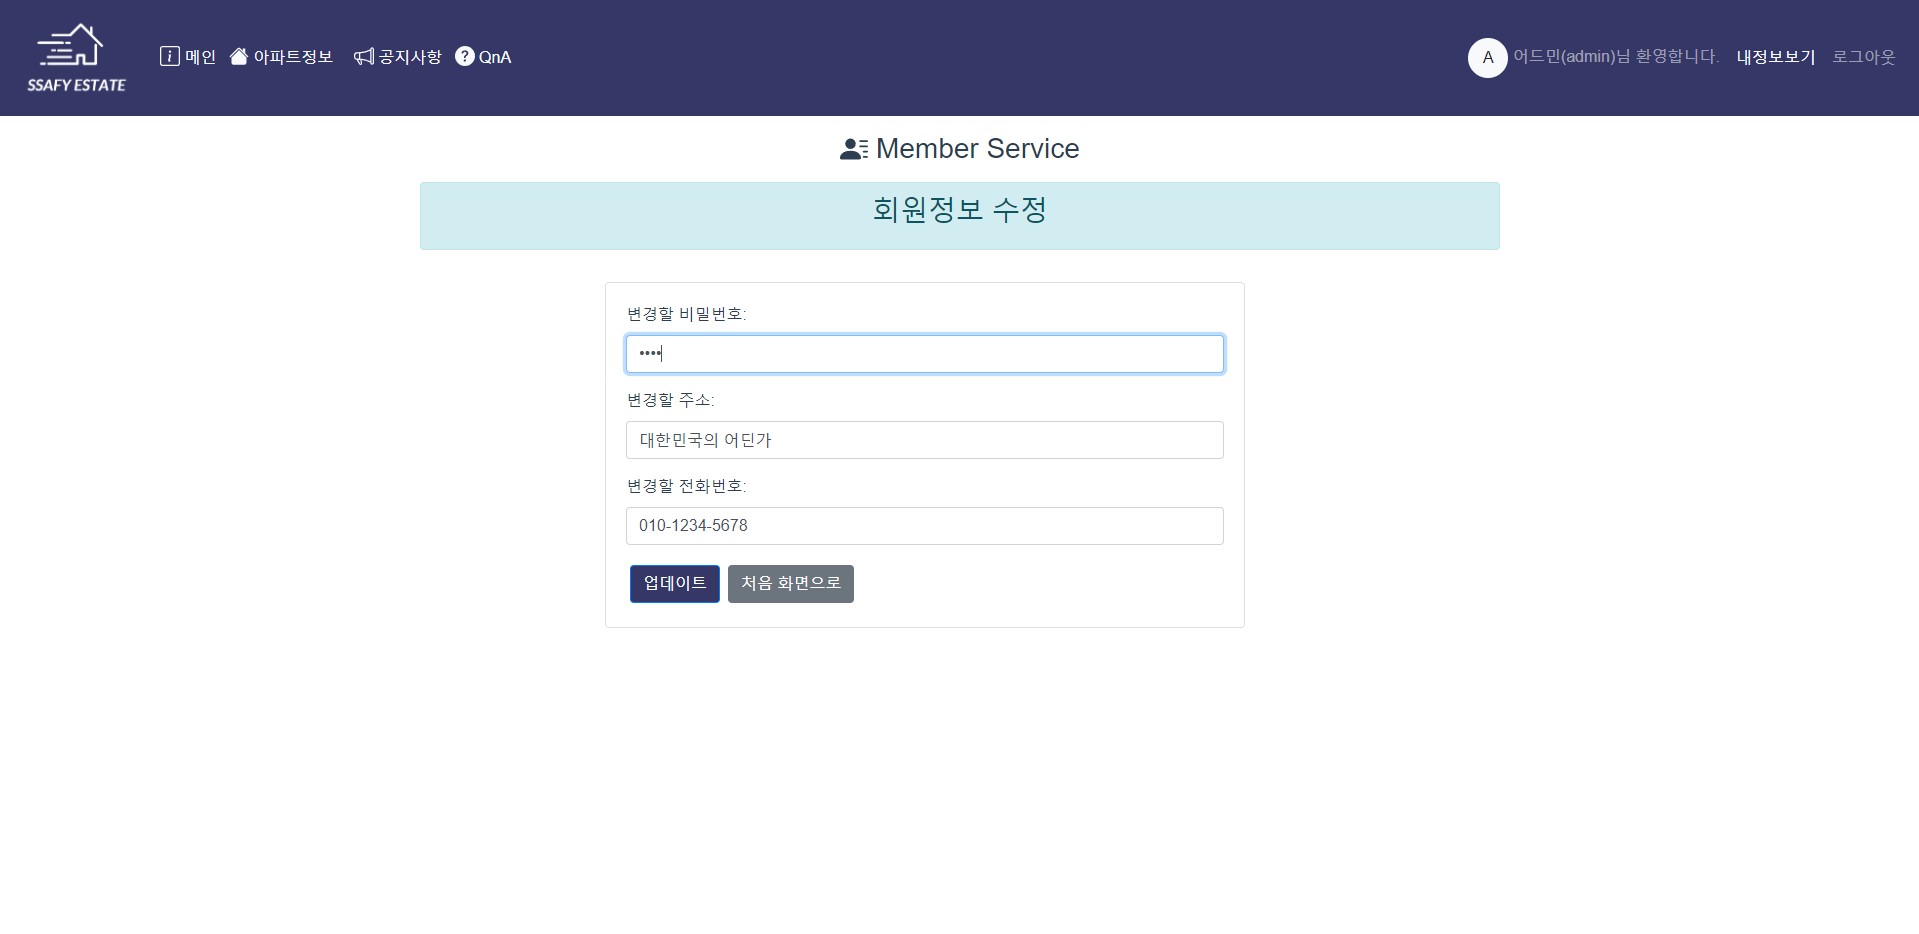 SSAFY ESTATE
메인 아파트정보 공지사항 QnA
A 어드민(admin)님 환영합니다. 내정보보기 로그아웃
Member Service
회원정보 수정
변경할 비밀번호:
••••
변경할 주소:
대한민국의 어딘가
변경할 전화번호:
010-1234-5678
업데이트 처음 화면으로